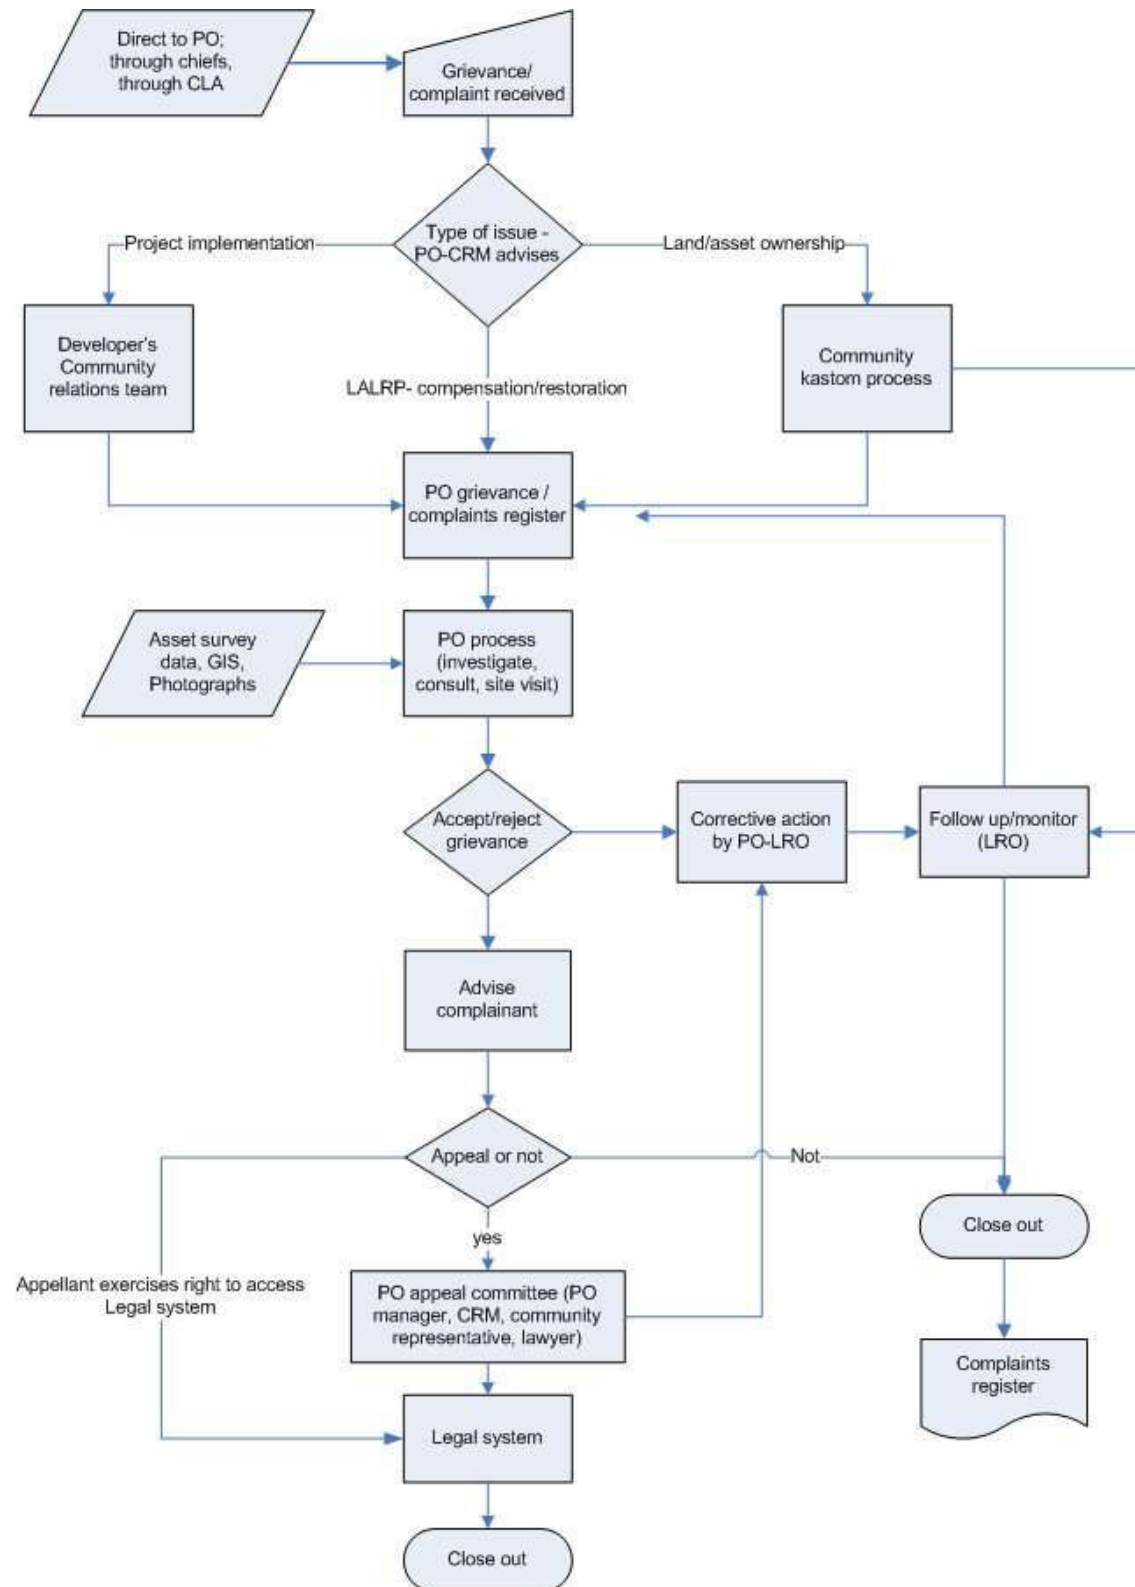 Direct to PO;
through chiefs,
through CLA
Grievance/
complaint received
Type of issue -
PO-CRM advises
Project implementation
Land/asset ownership
Developer's
Community
relations team
LALRP- compensation/restoration
Community
kastom process
PO grievance /
complaints register
Asset survey
data, GIS,
Photographs
PO process
(investigate,
consult, site visit)
Accept/reject
grievance
Corrective action
by PO-LRO
Follow up/monitor
(LRO)
Advise
complainant
Appeal or not
Not
yes
Close out
Appellant exercises right to access
Legal system
PO appeal committee (PO
manager, CRM, community
representative, lawyer)
Complaints
register
Legal system
Close out